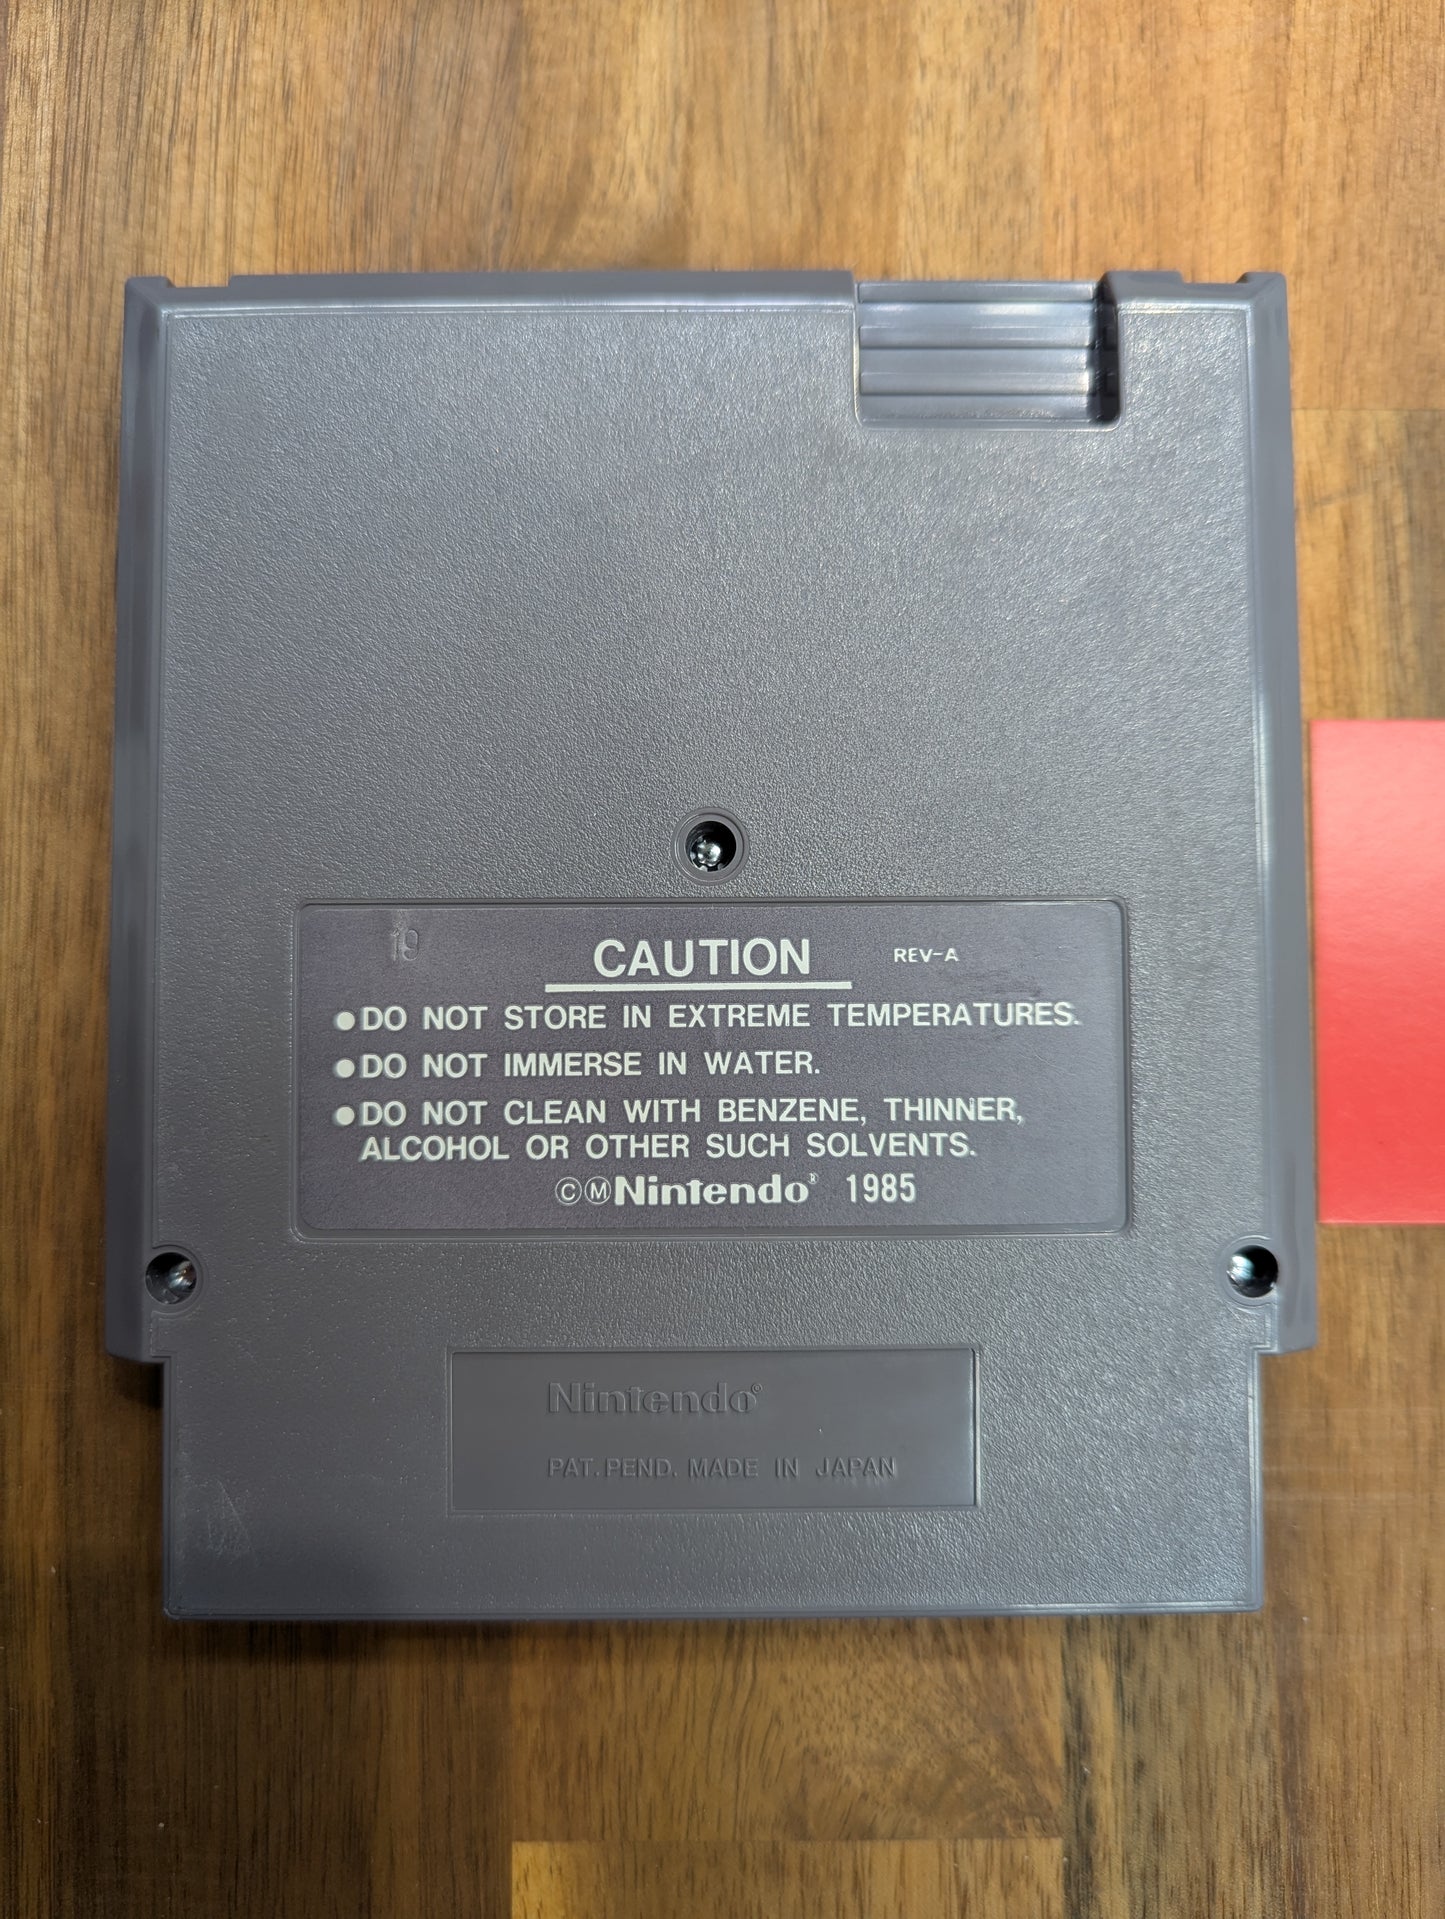 19
CAUTION REV-A
●DO NOT STORE IN EXTREME TEMPERATURES.
●DO NOT IMMERSE IN WATER.
●DO NOT CLEAN WITH BENZENE, THINNER,
ALCOHOL OR OTHER SUCH SOLVENTS.
ⒸⓂNintendo® 1985
Nintendo®
PAT. PEND. MADE IN JAPAN